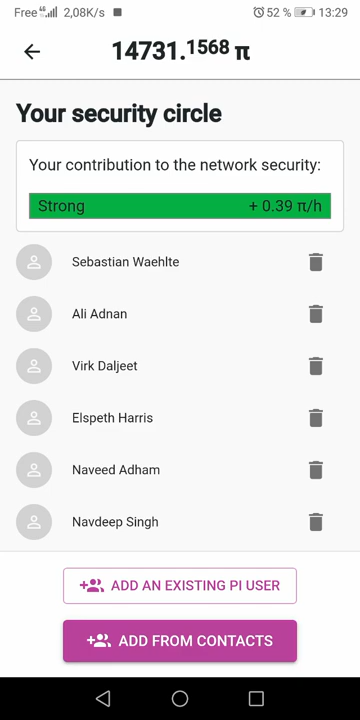 Free 4G 2,08K/s 52 % 13:29
14731.1568 π
Your security circle
Your contribution to the network security:
Strong + 0.39 π/h
Sebastian Waehlte
Ali Adnan
Virk Daljeet
Elspeth Harris
Naveed Adham
Navdeep Singh
ADD AN EXISTING PI USER
ADD FROM CONTACTS